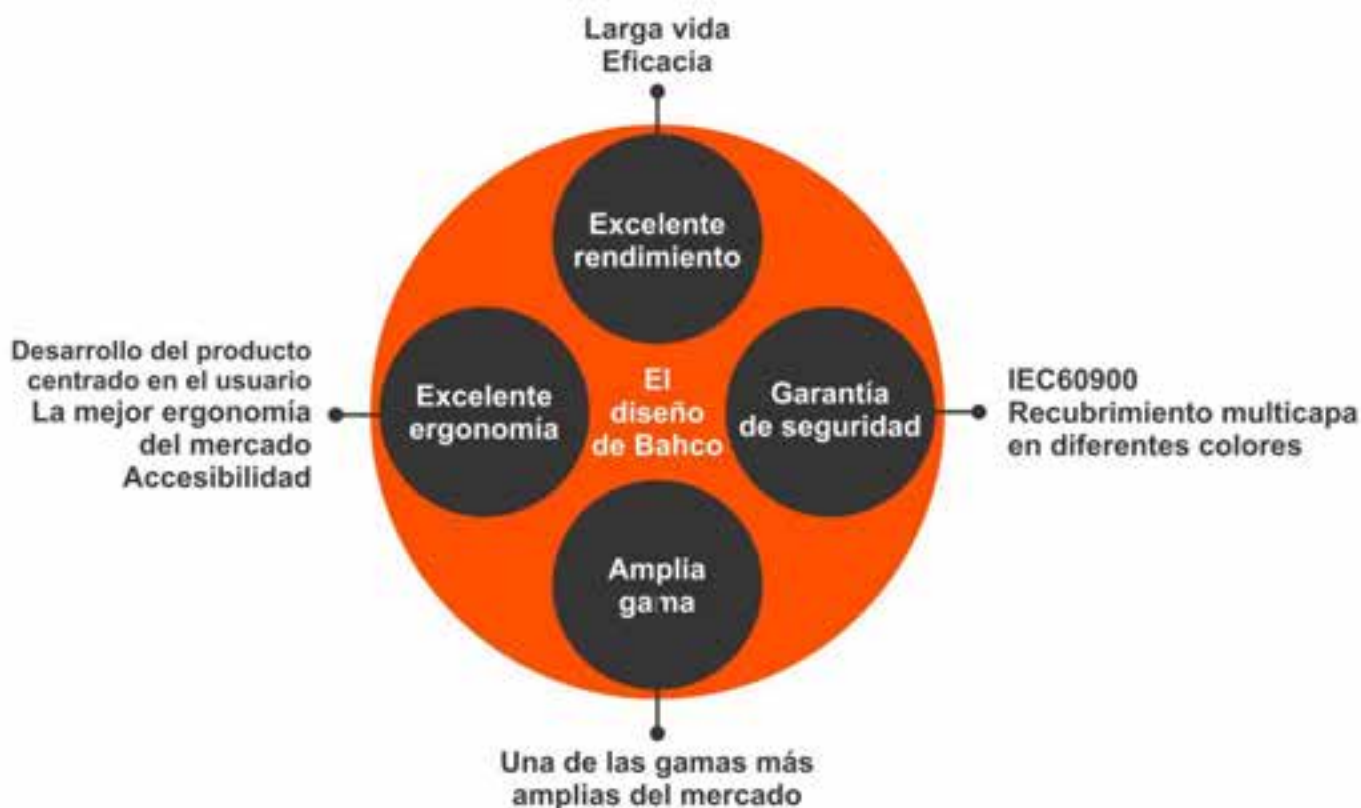 Larga vida
Eficacia
Excelente
rendimiento
Desarrollo del producto
centrado en el usuario
La mejor ergonomía
del mercado
Accesibilidad
Excelente
ergonomía
El
diseño
de Bahco
Garantía
de seguridad
IEC60900
Recubrimiento multicapa
en diferentes colores
Amplia
gama
Una de las gamas más
amplias del mercado